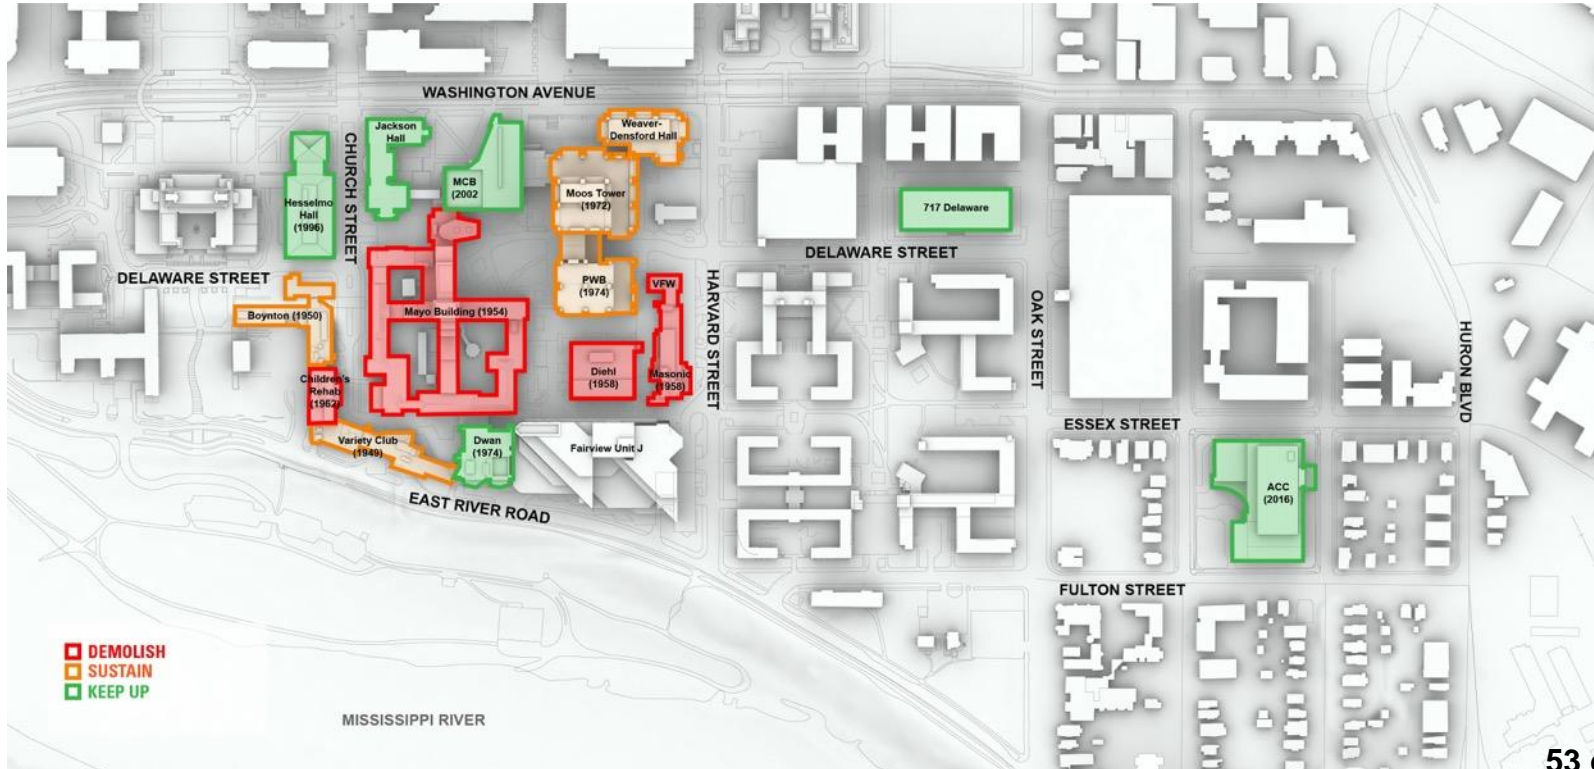 WASHINGTON AVENUE
Jackson
Hall
Weaver-
Densford Hall
CHURCH STREET
MCB
(2002
Moos Tower
(1972)
Hesselmo
Hall
(1996)
717 Delaware
DELAWARE STREET
DELAWARE STREET
PWB
(1974)
VFW
HARVARD STREET
OAK STREET
Boynton (1950)
Mayo Building (1954)
HURON BLVD
Children's
Rehab
(1962)
Diehl
(1958)
Masonic
(1958)
ESSEX STREET
Variety Club
(1949)
Dwan
(1974)
Fairview Unit J
ACC
(2016)
EAST RIVER ROAD
FULTON STREET
DEMOLISH
SUSTAIN
KEEP UP
MISSISSIPPI RIVER
53